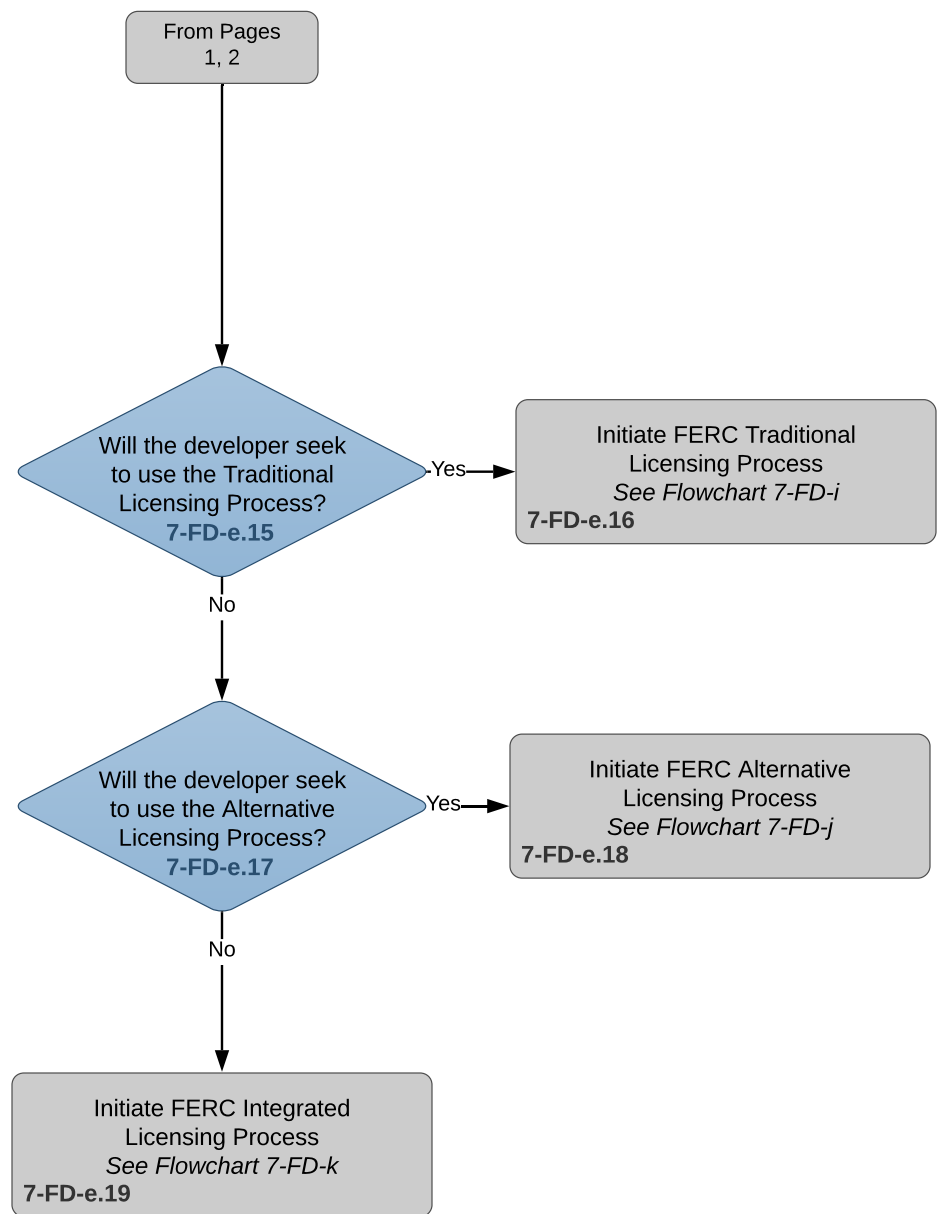 From Pages
1, 2
Will the developer seek
to use the Traditional
Licensing Process?
7-FD-e.15
Yes
Initiate FERC Traditional
Licensing Process
See Flowchart 7-FD-i
7-FD-e.16
No
Will the developer seek
to use the Alternative
Licensing Process?
7-FD-e.17
Yes
Initiate FERC Alternative
Licensing Process
See Flowchart 7-FD-j
7-FD-e.18
No
Initiate FERC Integrated
Licensing Process
See Flowchart 7-FD-k
7-FD-e.19